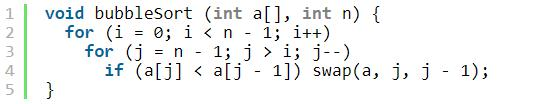 1 void bubbleSort (int a[], int n) {
2   for (i = 0; i < n - 1; i++)
3     for (j = n - 1; j > i; j--)
4       if (a[j] < a[j - 1]) swap(a, j, j - 1);
5 }